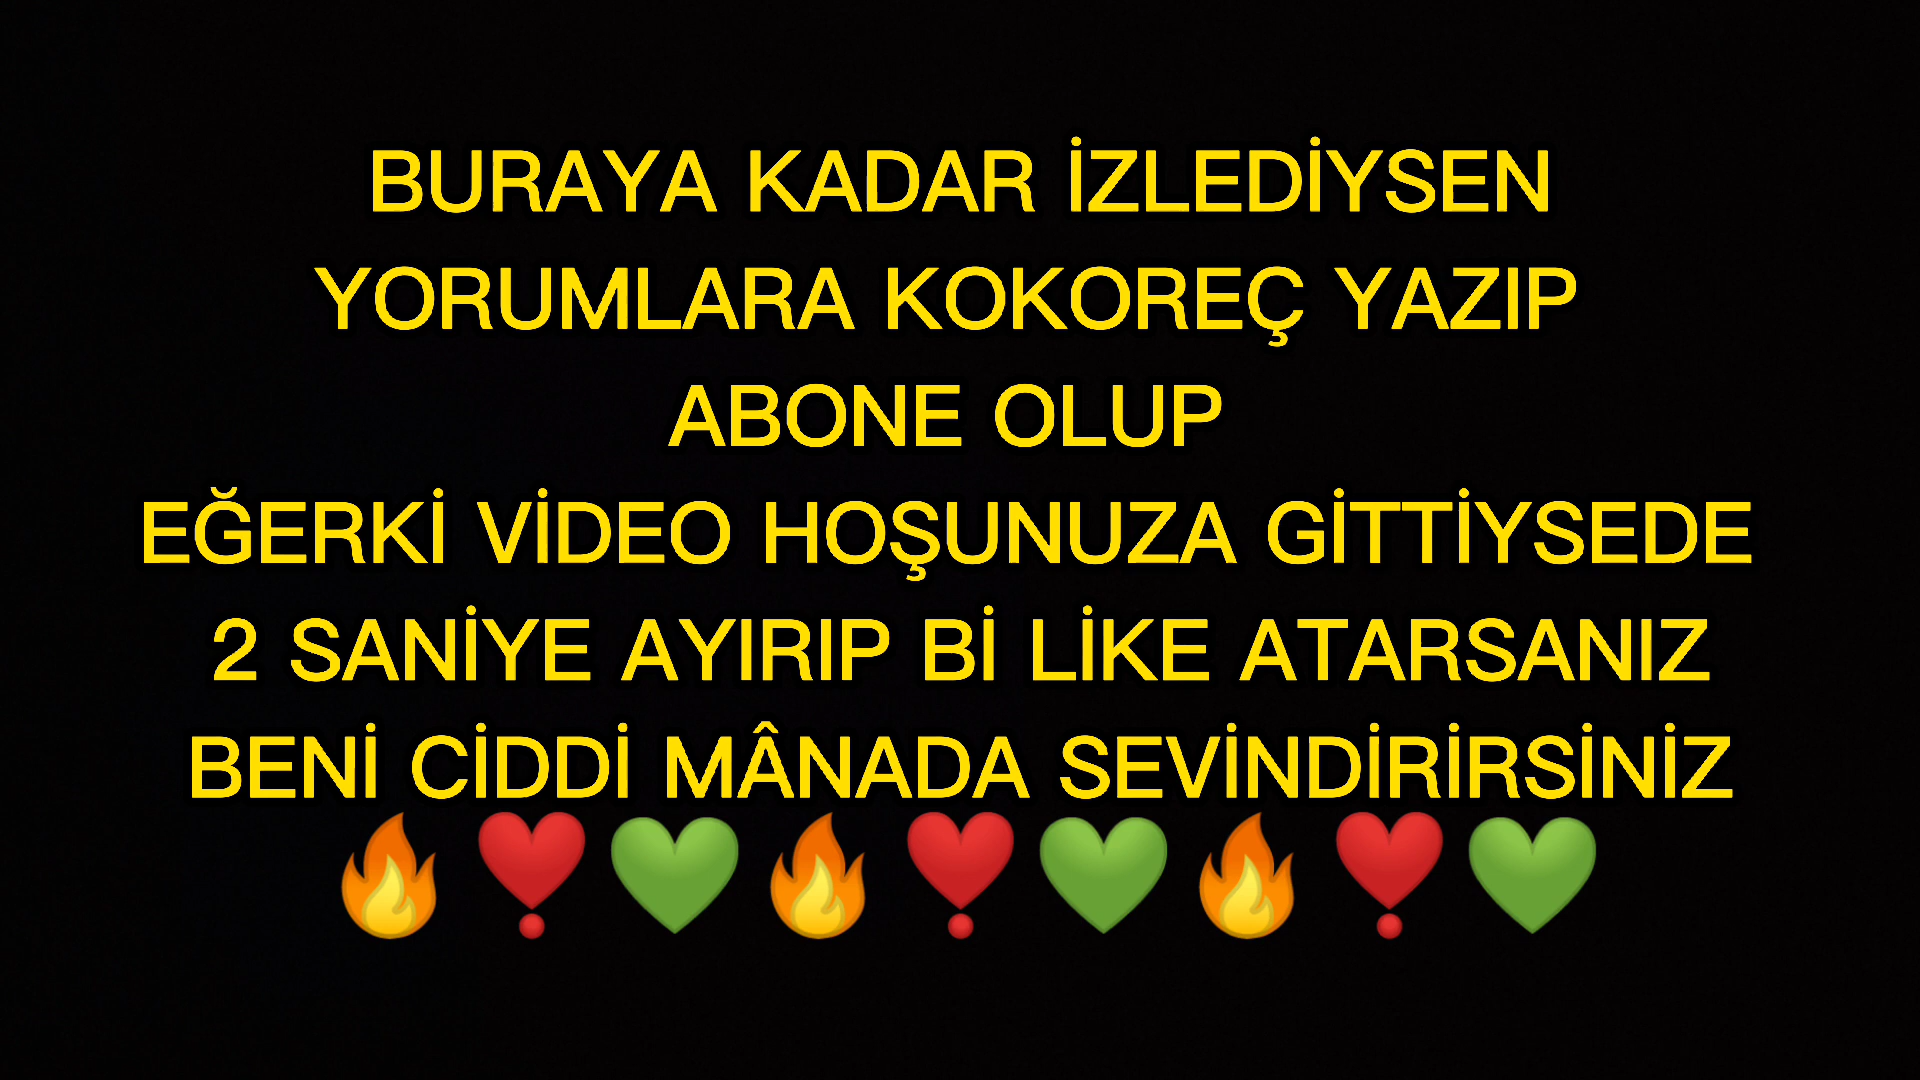 BURAYA KADAR İZLEDİYSEN
YORUMLARA KOKOREÇ YAZIP
ABONE OLUP
EĞERKİ VİDEO HOŞUNUZA GİTTİYSEDE
2 SANİYE AYIRIP Bİ LİKE ATARSANIZ
BENİ CİDDİ MÂNADA SEVİNDİRİRSİNİZ
🔥❣️💚🔥❣️💚🔥❣️💚